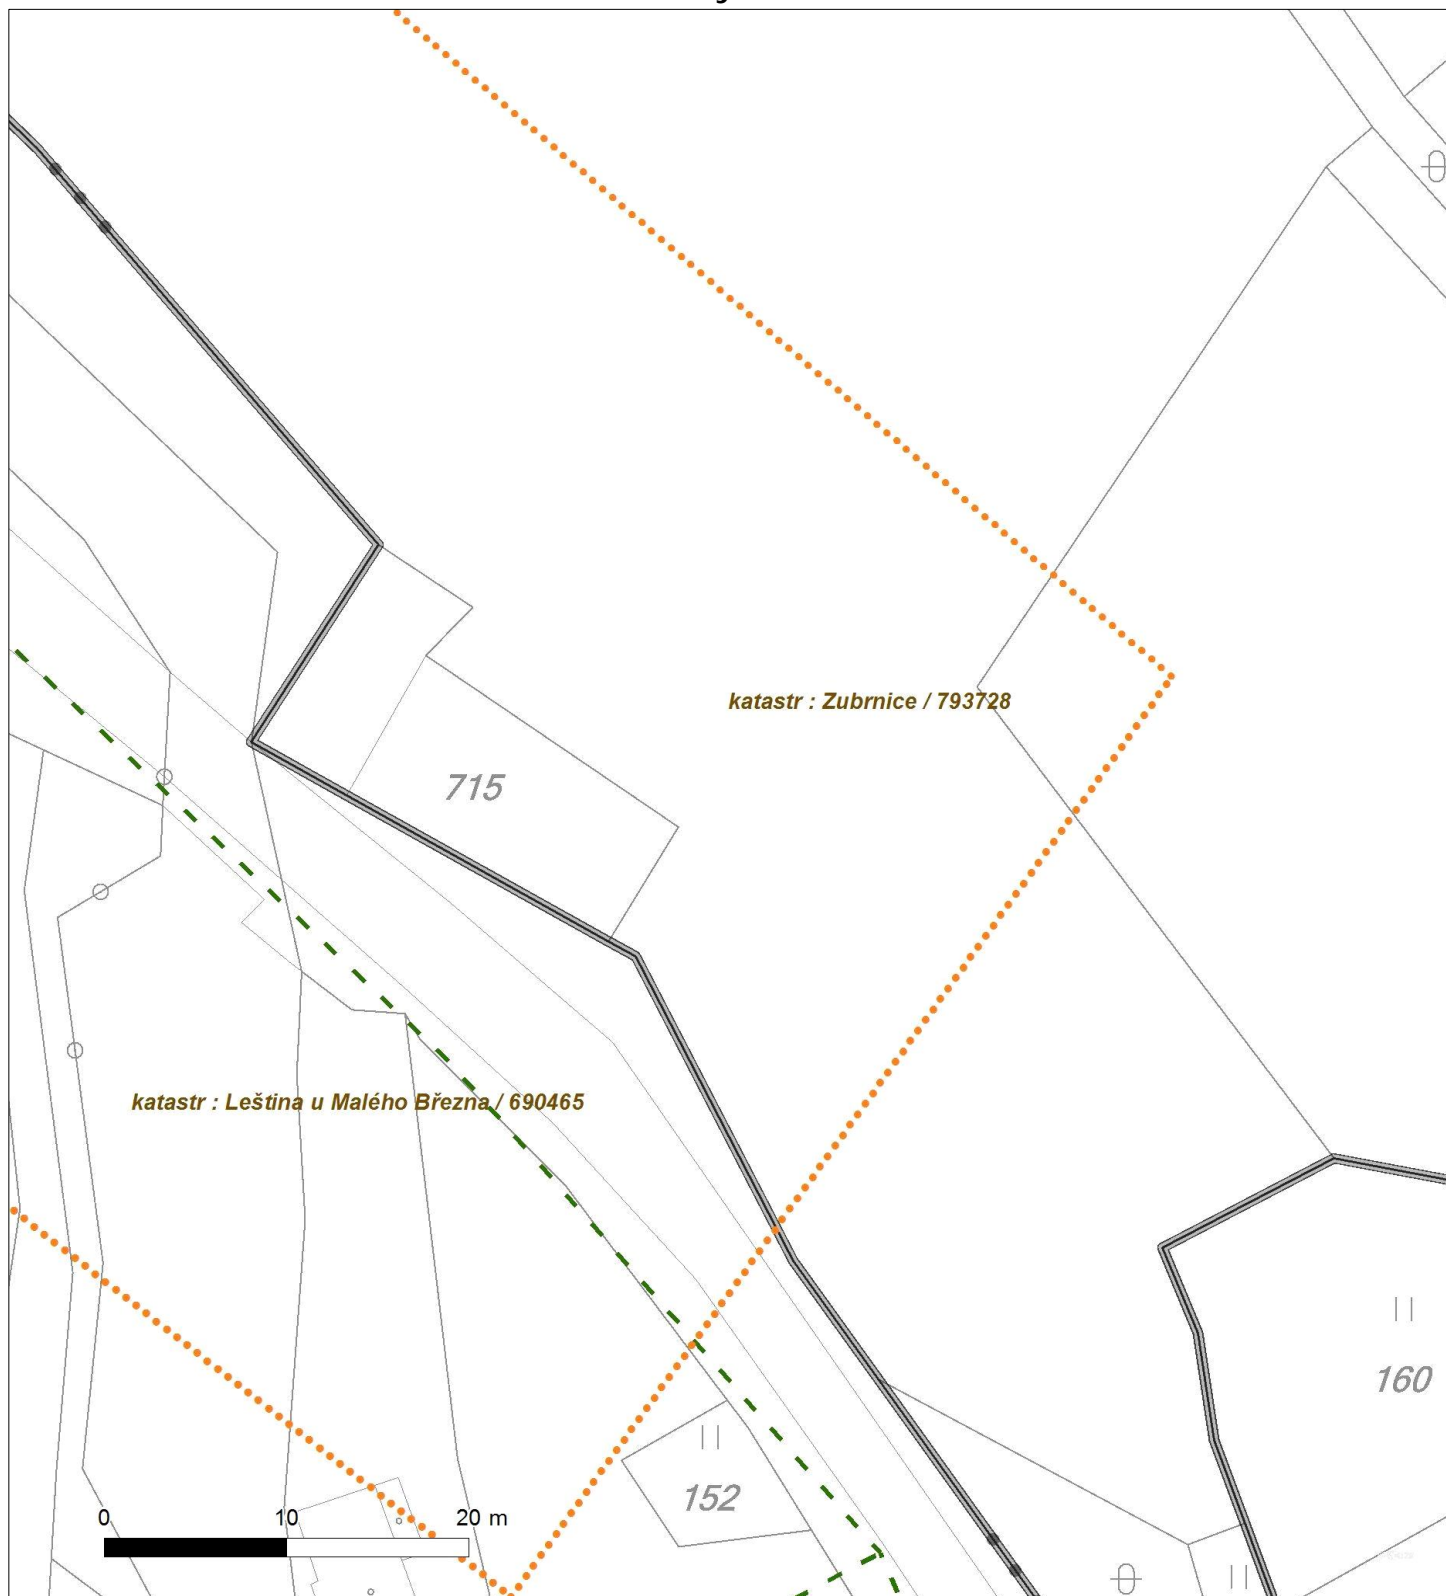 katastr : Zubrnice / 793728
715
katastr : Leština u Malého Března / 690465
160
152
0 10 20 m